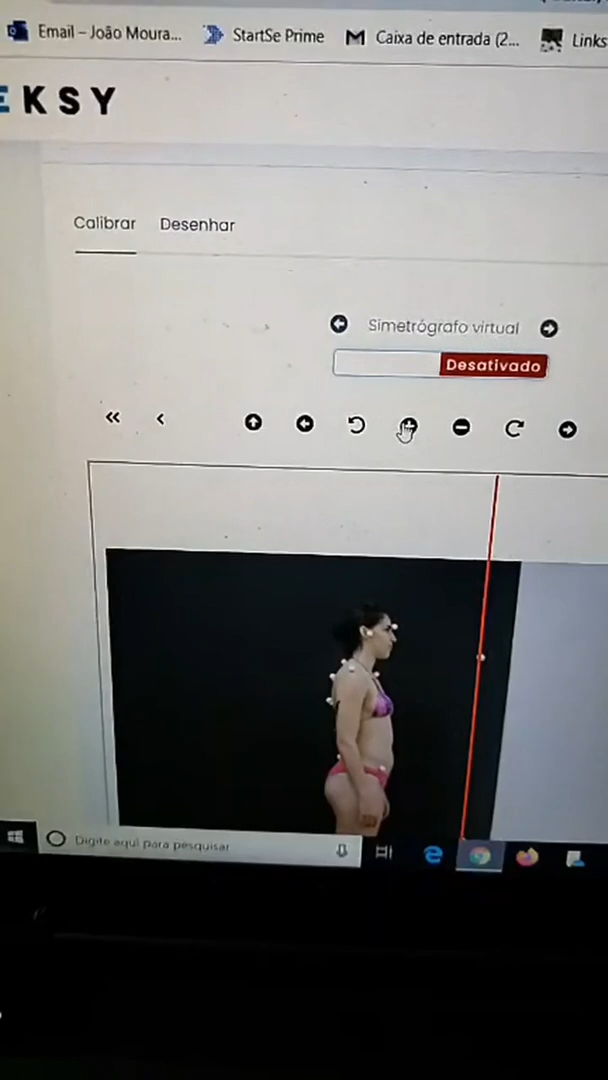 Email – João Moura...
StartSe Prime
Caixa de entrada (2...
Links
EKSY
Calibrar
Desenhar
Simetrógrafo virtual
Desativado
Digite aqui para pesquisar